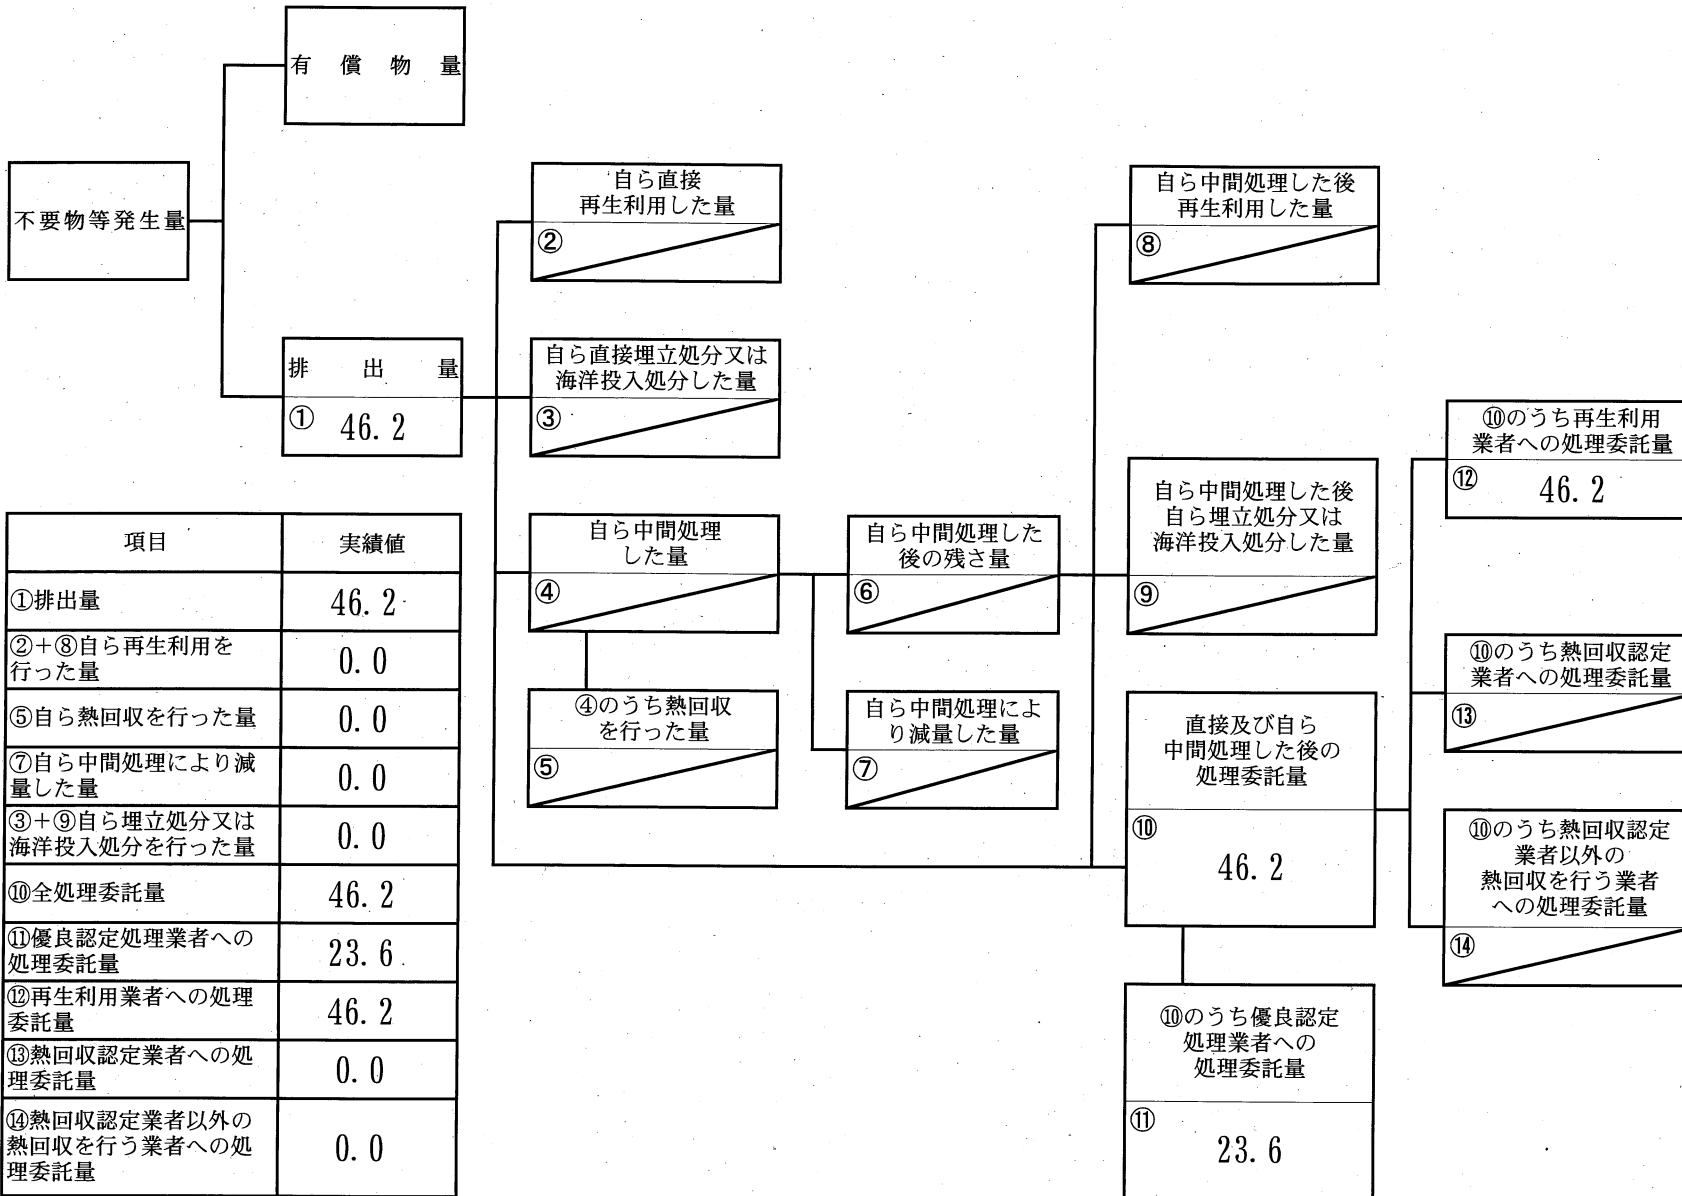 有償物量
不要物等発生量
排出量
① 46.2
自ら直接
再生利用した量
②
自ら直接埋立処分又は
海洋投入処分した量
③
自ら中間処理
した量
④
④のうち熱回収
を行った量
⑤
自ら中間処理した
後の残さ量
⑥
自ら中間処理によ
り減量した量
⑦
自ら中間処理した後
再生利用した量
⑧
自ら中間処理した後
自ら埋立処分又は
海洋投入処分した量
⑨
直接及び自ら
中間処理した後の
処理委託量
⑩
46.2
⑩のうち優良認定
処理業者への
処理委託量
⑪
23.6
⑩のうち再生利用
業者への処理委託量
⑫ 46.2
⑩のうち熱回収認定
業者への処理委託量
⑬
⑩のうち熱回収認定
業者以外の
熱回収を行う業者
への処理委託量
⑭
項目 実績値
①排出量 46.2
②+⑧自ら再生利用を
行った量 0.0
⑤自ら熱回収を行った量 0.0
⑦自ら中間処理により減
量した量 0.0
③+⑨自ら埋立処分又は
海洋投入処分を行った量 0.0
⑩全処理委託量 46.2
⑪優良認定処理業者への
処理委託量 23.6
⑫再生利用業者への処理
委託量 46.2
⑬熱回収認定業者への処
理委託量 0.0
⑭熱回収認定業者以外の
熱回収を行う業者への処
理委託量 0.0